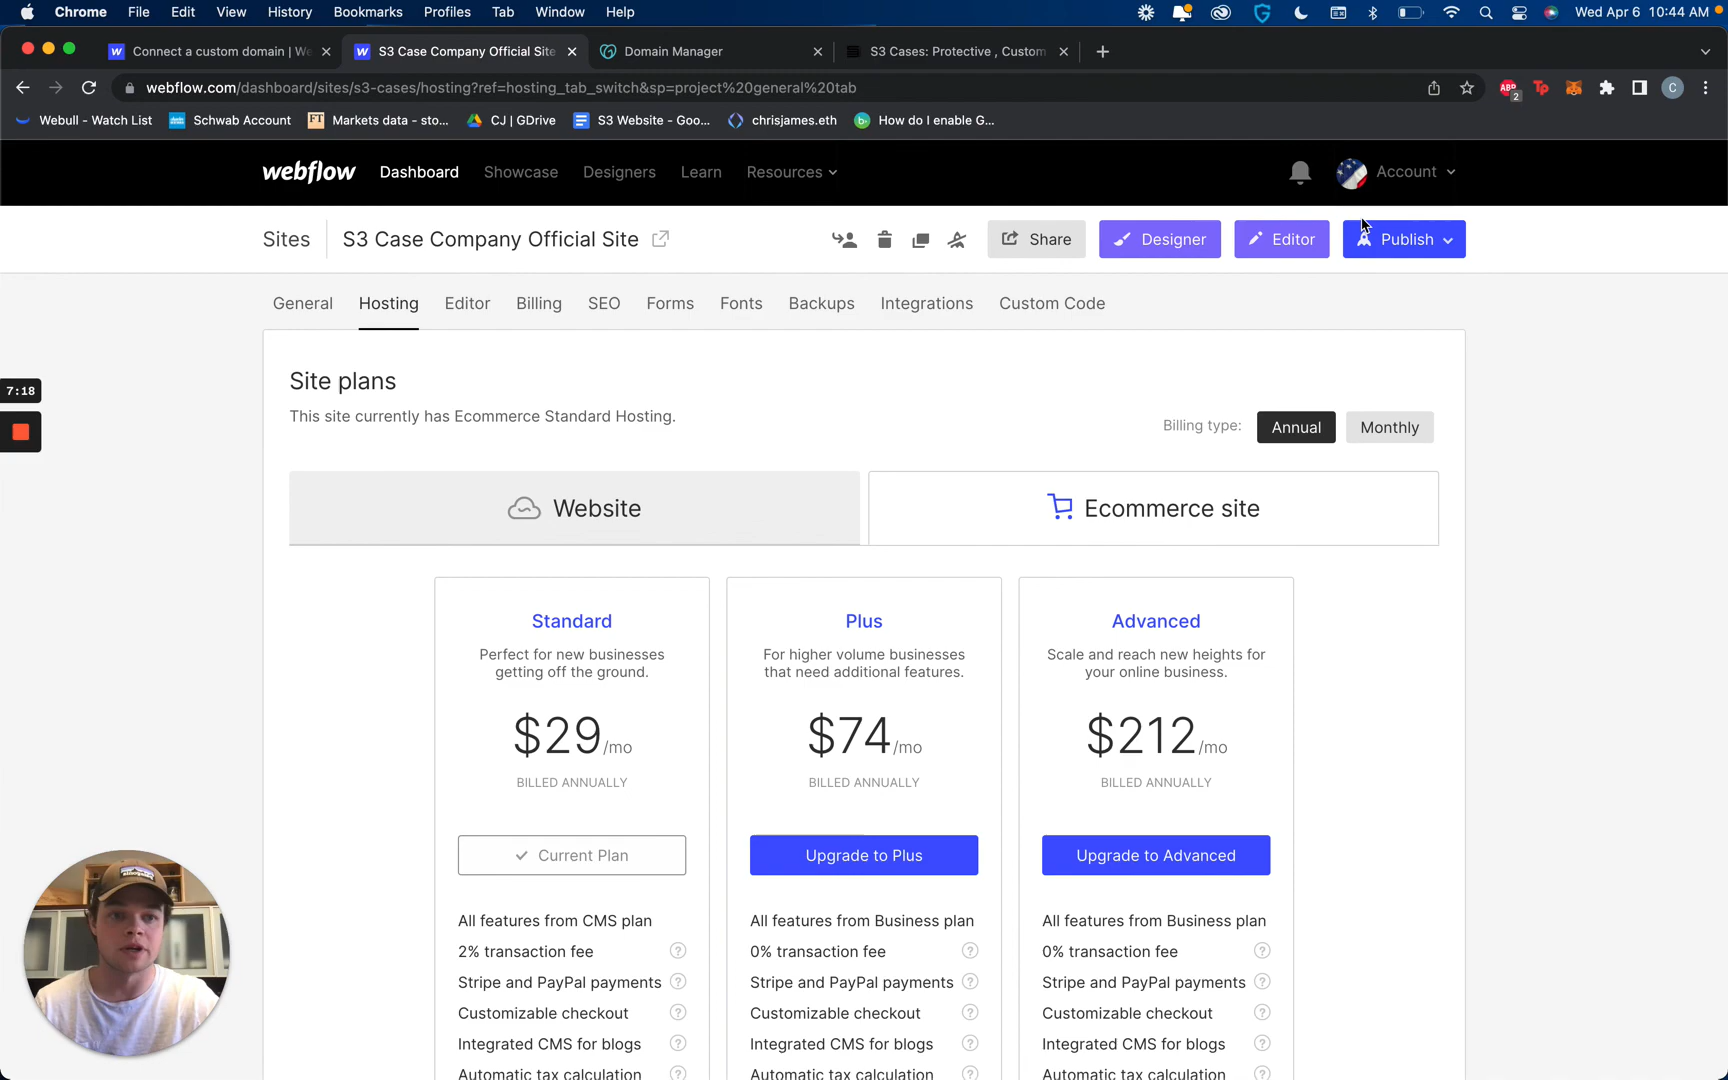 Chrome File Edit View History Bookmarks Profiles Tab Window Help Wed Apr 6 10:44 AM
Connect a custom domain | We S3 Case Company Official Site Domain Manager S3 Cases: Protective , Custom
webflow.com/dashboard/sites/s3-cases/hosting?ref=hosting_tab_switch&sp=project%20general%20tab
ABP 2 Tp C
Webull - Watch List Schwab Account FT Markets data - sto... CJ | GDrive S3 Website - Goo... chrisjames.eth b. How do I enable G...
webflow Dashboard Showcase Designers Learn Resources Account
Sites S3 Case Company Official Site Share Designer Editor Publish
General Hosting Editor Billing SEO Forms Fonts Backups Integrations Custom Code
Site plans
This site currently has Ecommerce Standard Hosting.
Billing type: Annual Monthly
7:18
Website Ecommerce site
Standard
Perfect for new businesses
getting off the ground.
$29/mo
BILLED ANNUALLY
Current Plan
All features from CMS plan
2% transaction fee ?
Stripe and PayPal payments ?
Customizable checkout ?
Integrated CMS for blogs ?
Automatic tax calculation ?
Plus
For higher volume businesses
that need additional features.
$74/mo
BILLED ANNUALLY
Upgrade to Plus
All features from Business plan
0% transaction fee ?
Stripe and PayPal payments ?
Customizable checkout ?
Integrated CMS for blogs ?
Automatic tax calculation ?
Advanced
Scale and reach new heights for
your online business.
$212/mo
BILLED ANNUALLY
Upgrade to Advanced
All features from Business plan
0% transaction fee ?
Stripe and PayPal payments ?
Customizable checkout ?
Integrated CMS for blogs ?
Automatic tax calculation ?